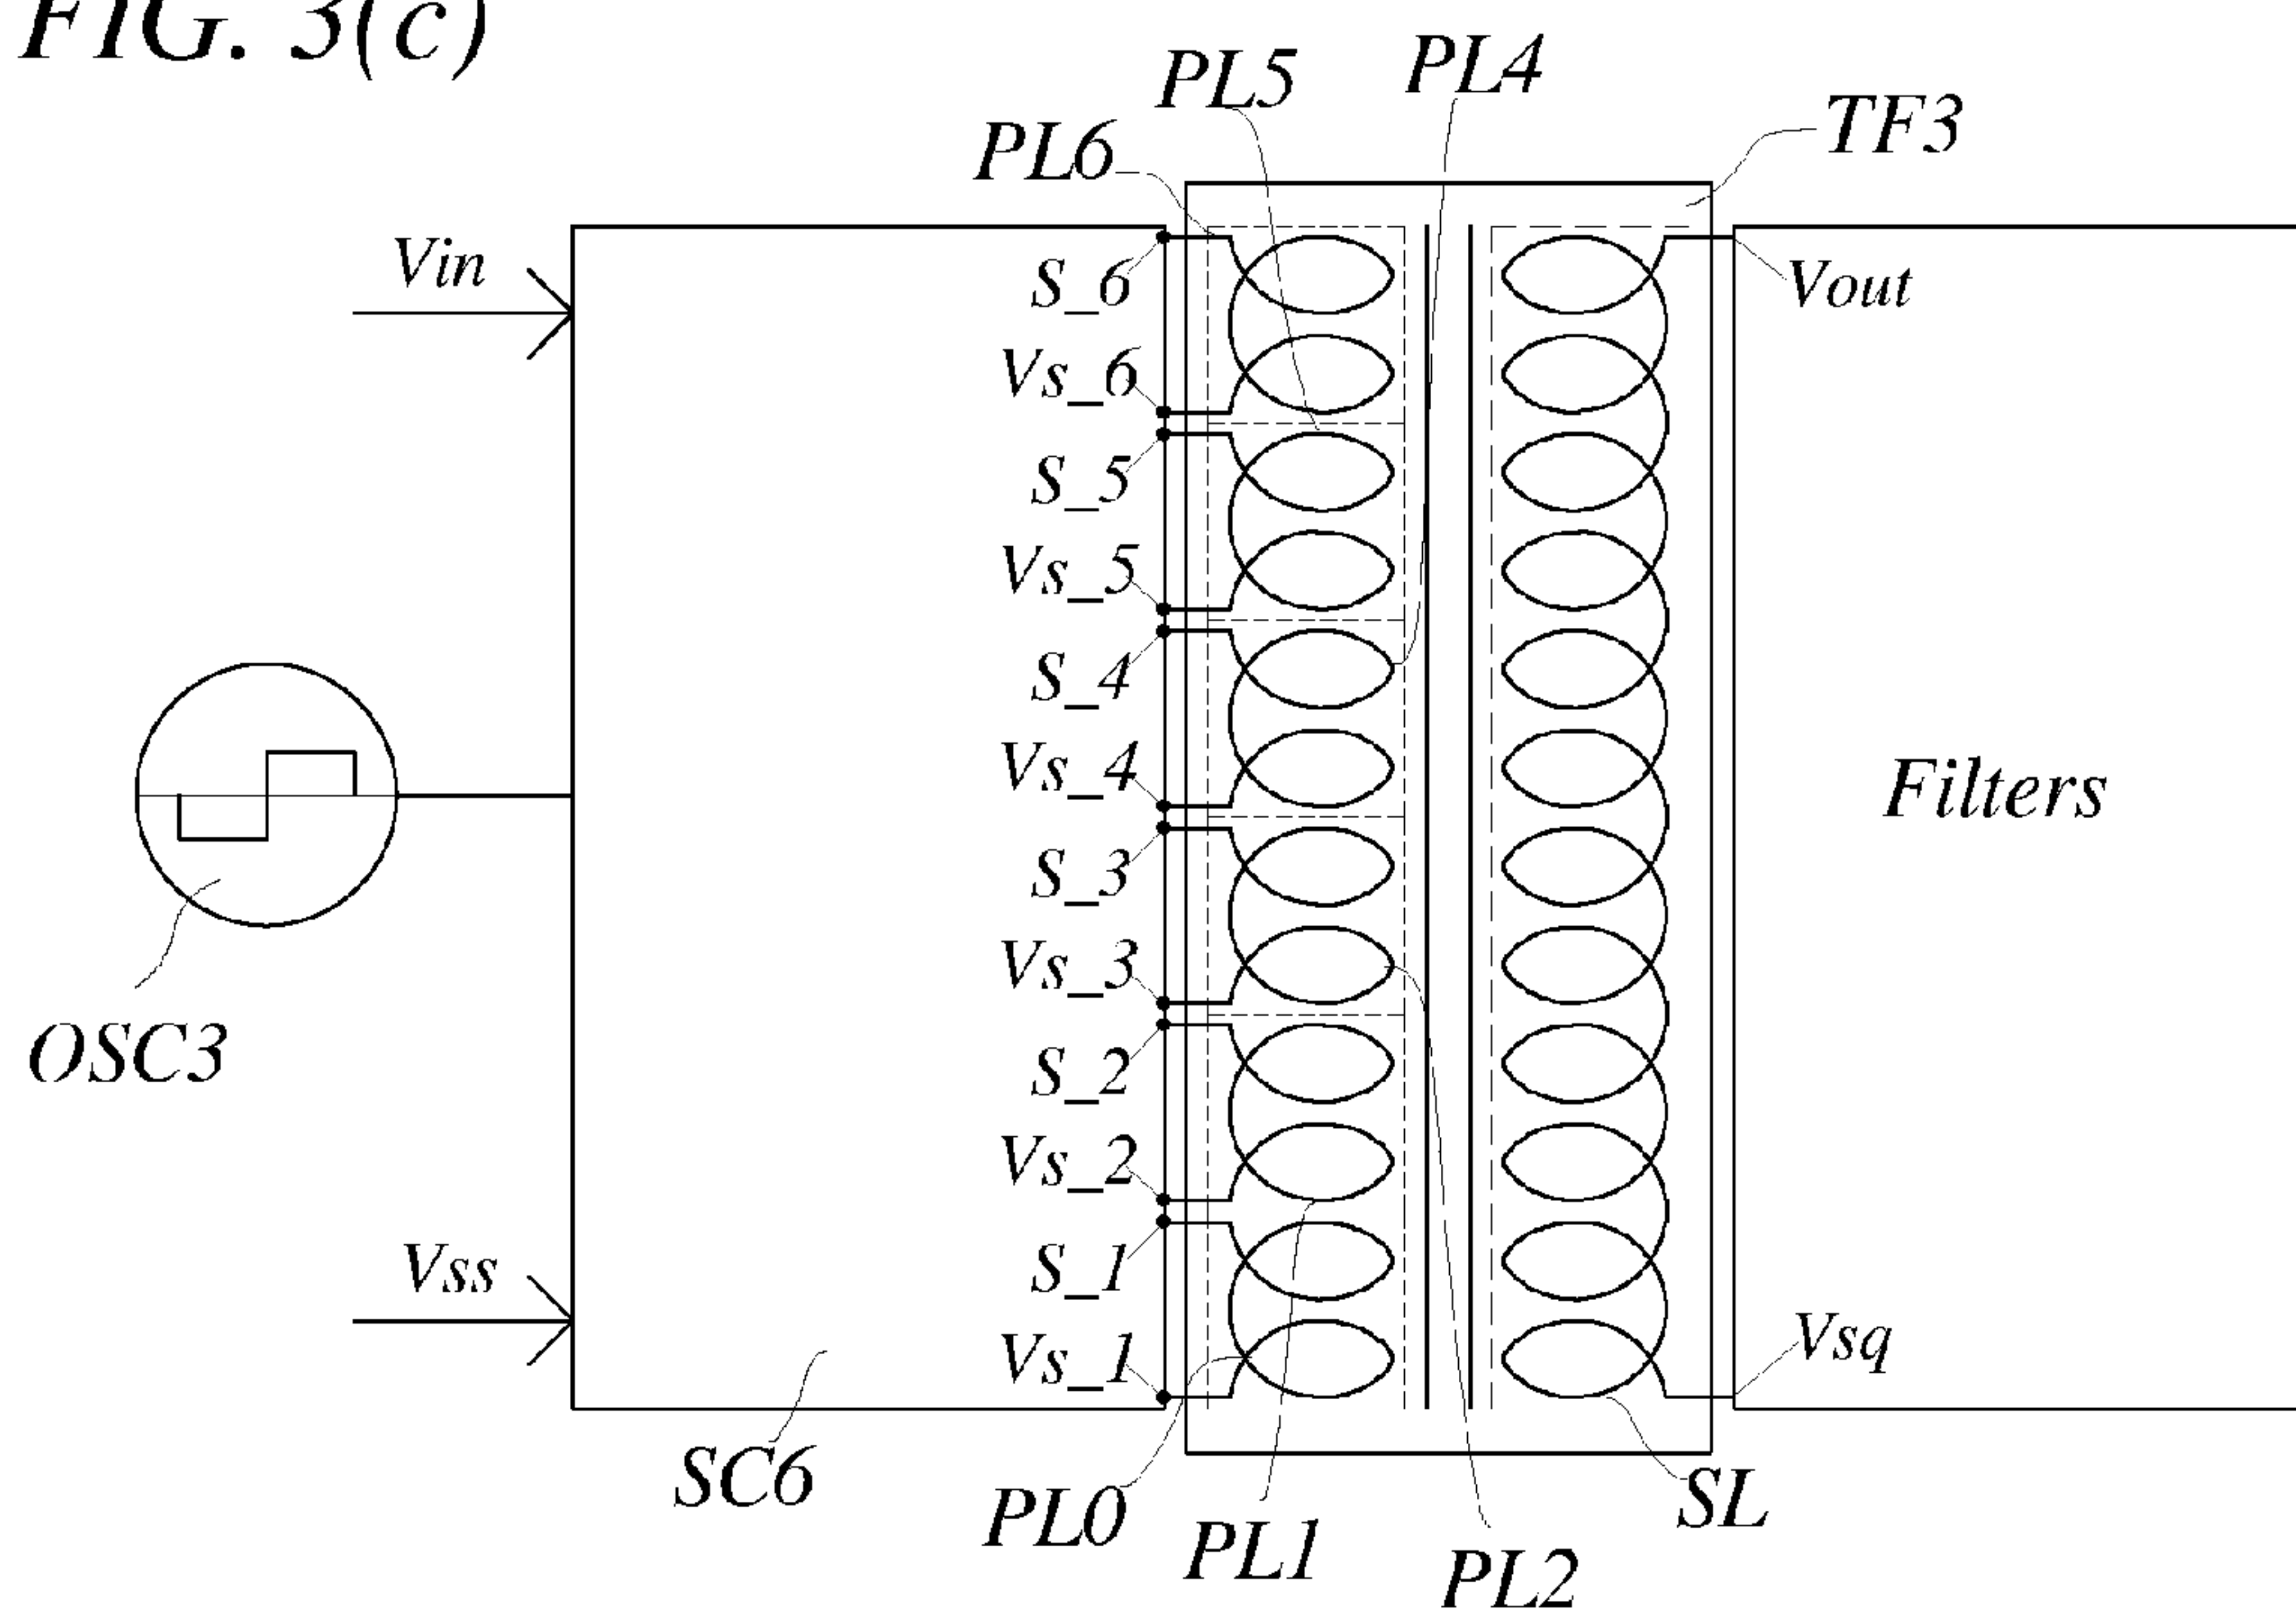 FIG. 3(c)
PL5
PL4
TF3
PL6
Vin
S_6
Vout
Vs_6
S_5
Vs_5
S_4
Vs_4
Filters
S_3
Vs_3
OSC3
S_2
Vs_2
Vss
S_1
Vs_1
Vsq
SC6
PL0
PL1
PL2
SL